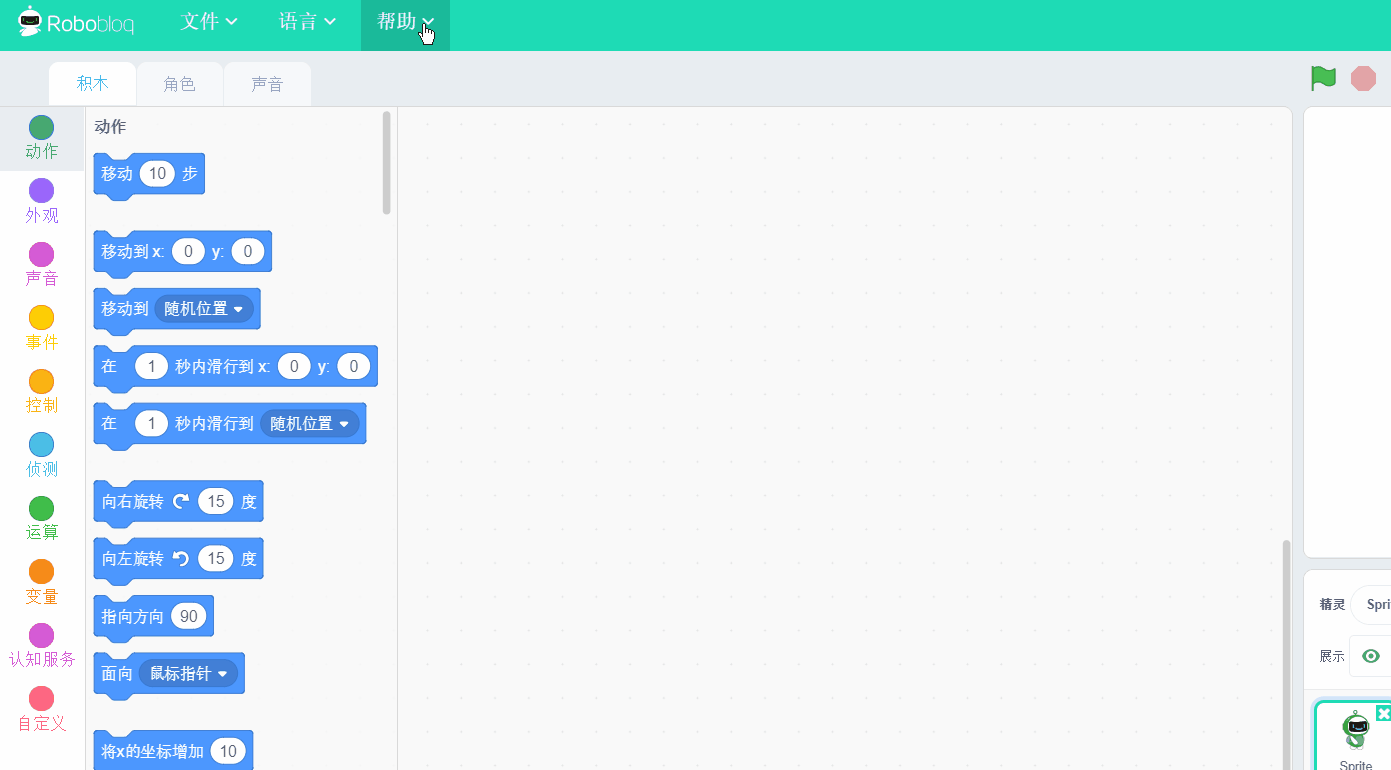 Robobloq 文件 语言 帮助
积木 角色 声音
动作
外观
声音
事件
控制
侦测
运算
变量
认知服务
自定义
动作
移动 10 步
移动到 x: 0 y: 0
移动到 随机位置
在 1 秒内滑行到 x: 0 y: 0
在 1 秒内滑行到 随机位置
向右旋转 15 度
向左旋转 15 度
指向方向 90
面向 鼠标指针
将x的坐标增加 10
精灵 Spri
展示
Sprite